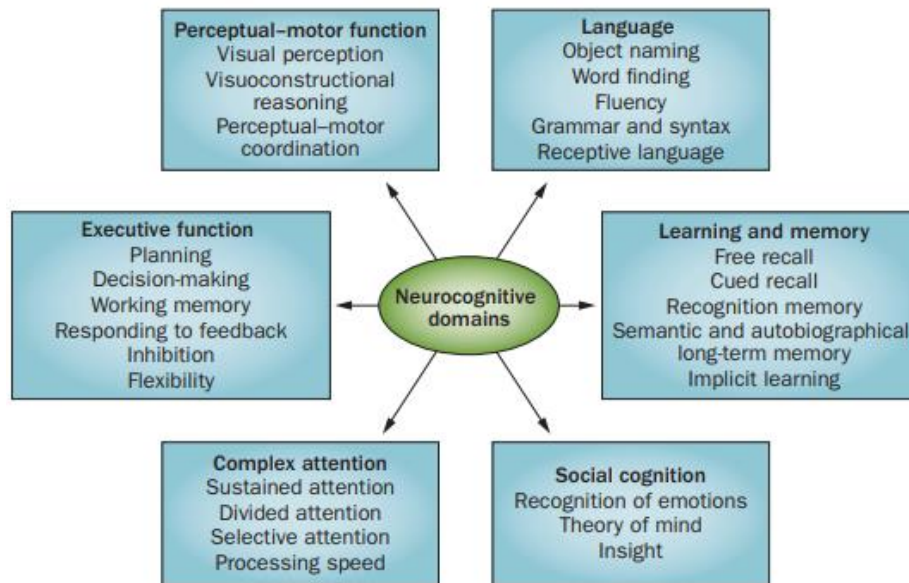 Perceptual–motor function
Visual perception
Visuoconstructional
reasoning
Perceptual–motor
coordination
Language
Object naming
Word finding
Fluency
Grammar and syntax
Receptive language
Executive function
Planning
Decision-making
Working memory
Responding to feedback
Inhibition
Flexibility
Neurocognitive
domains
Learning and memory
Free recall
Cued recall
Recognition memory
Semantic and autobiographical
long-term memory
Implicit learning
Complex attention
Sustained attention
Divided attention
Selective attention
Processing speed
Social cognition
Recognition of emotions
Theory of mind
Insight